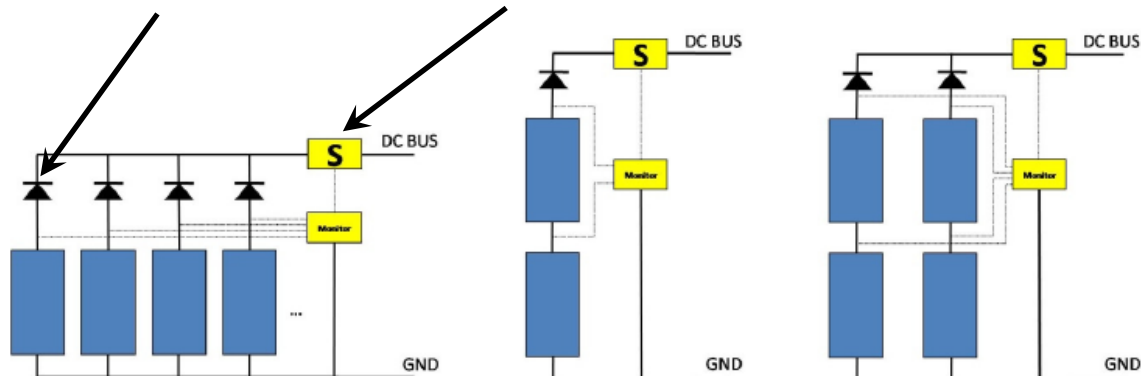 S
DC BUS
Monitor
...
GND
S
DC BUS
Monitor
GND
S
DC BUS
Monitor
GND